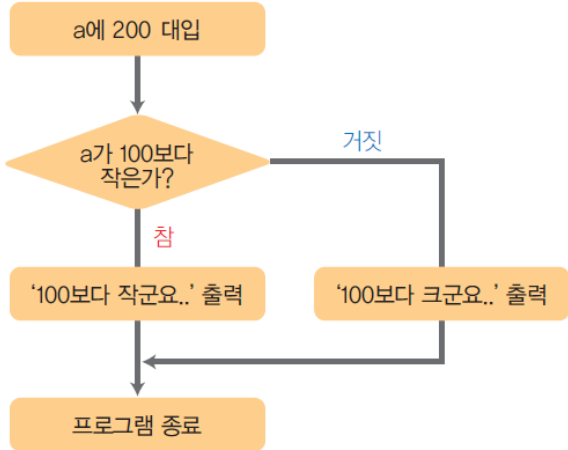 a에 200 대입
a가 100보다
작은가?
거짓
참
‘100보다 작군요..’ 출력
‘100보다 크군요..’ 출력
프로그램 종료